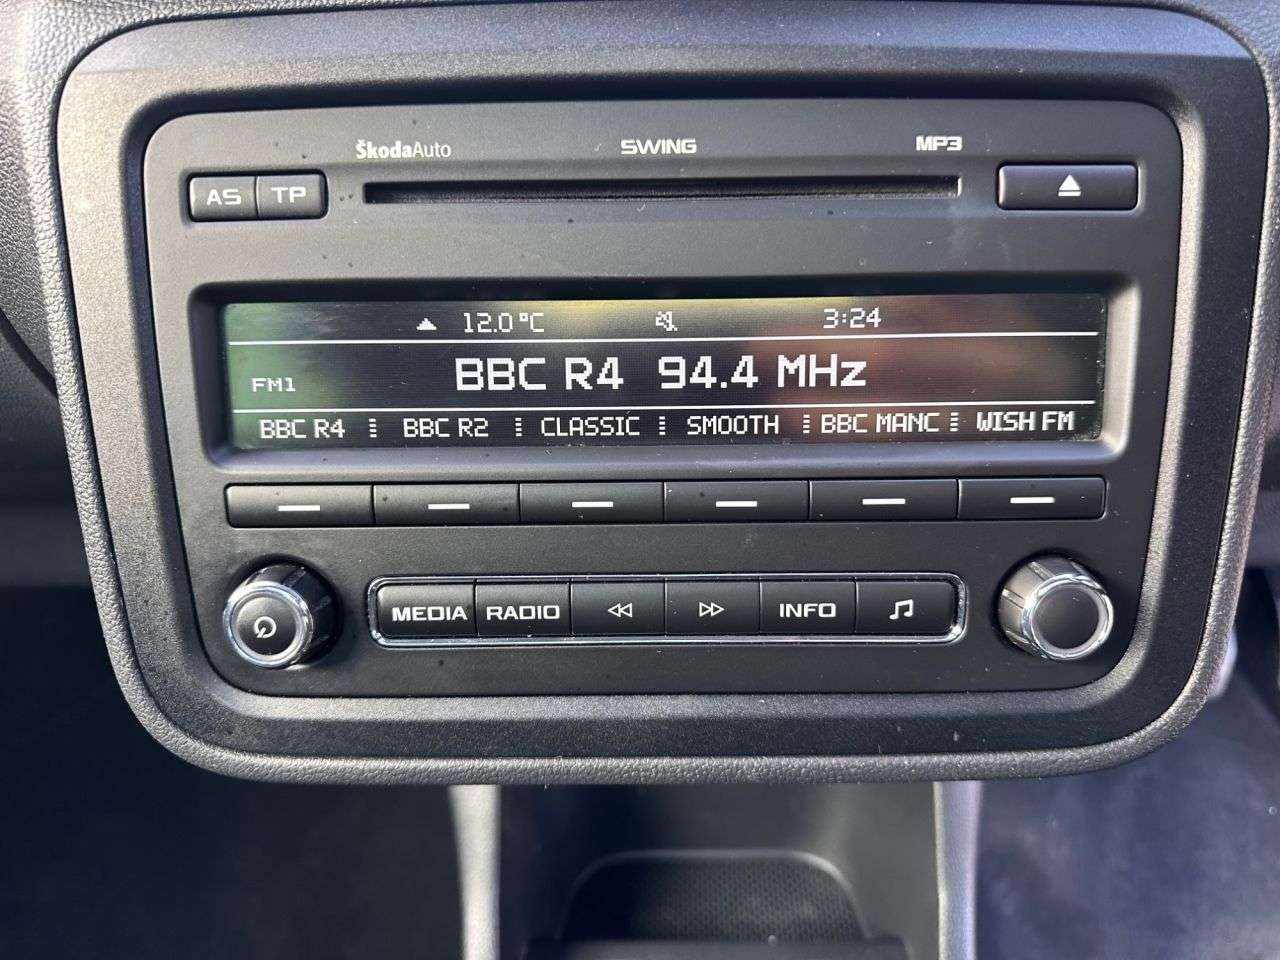 ŠkodaAuto SWING MP3
AS TP
12.0°C 3:24
BBC R4 94.4 MHz
FM1
BBC R4 BBC R2 CLASSIC SMOOTH BBC MANC WISH FM
MEDIA RADIO INFO